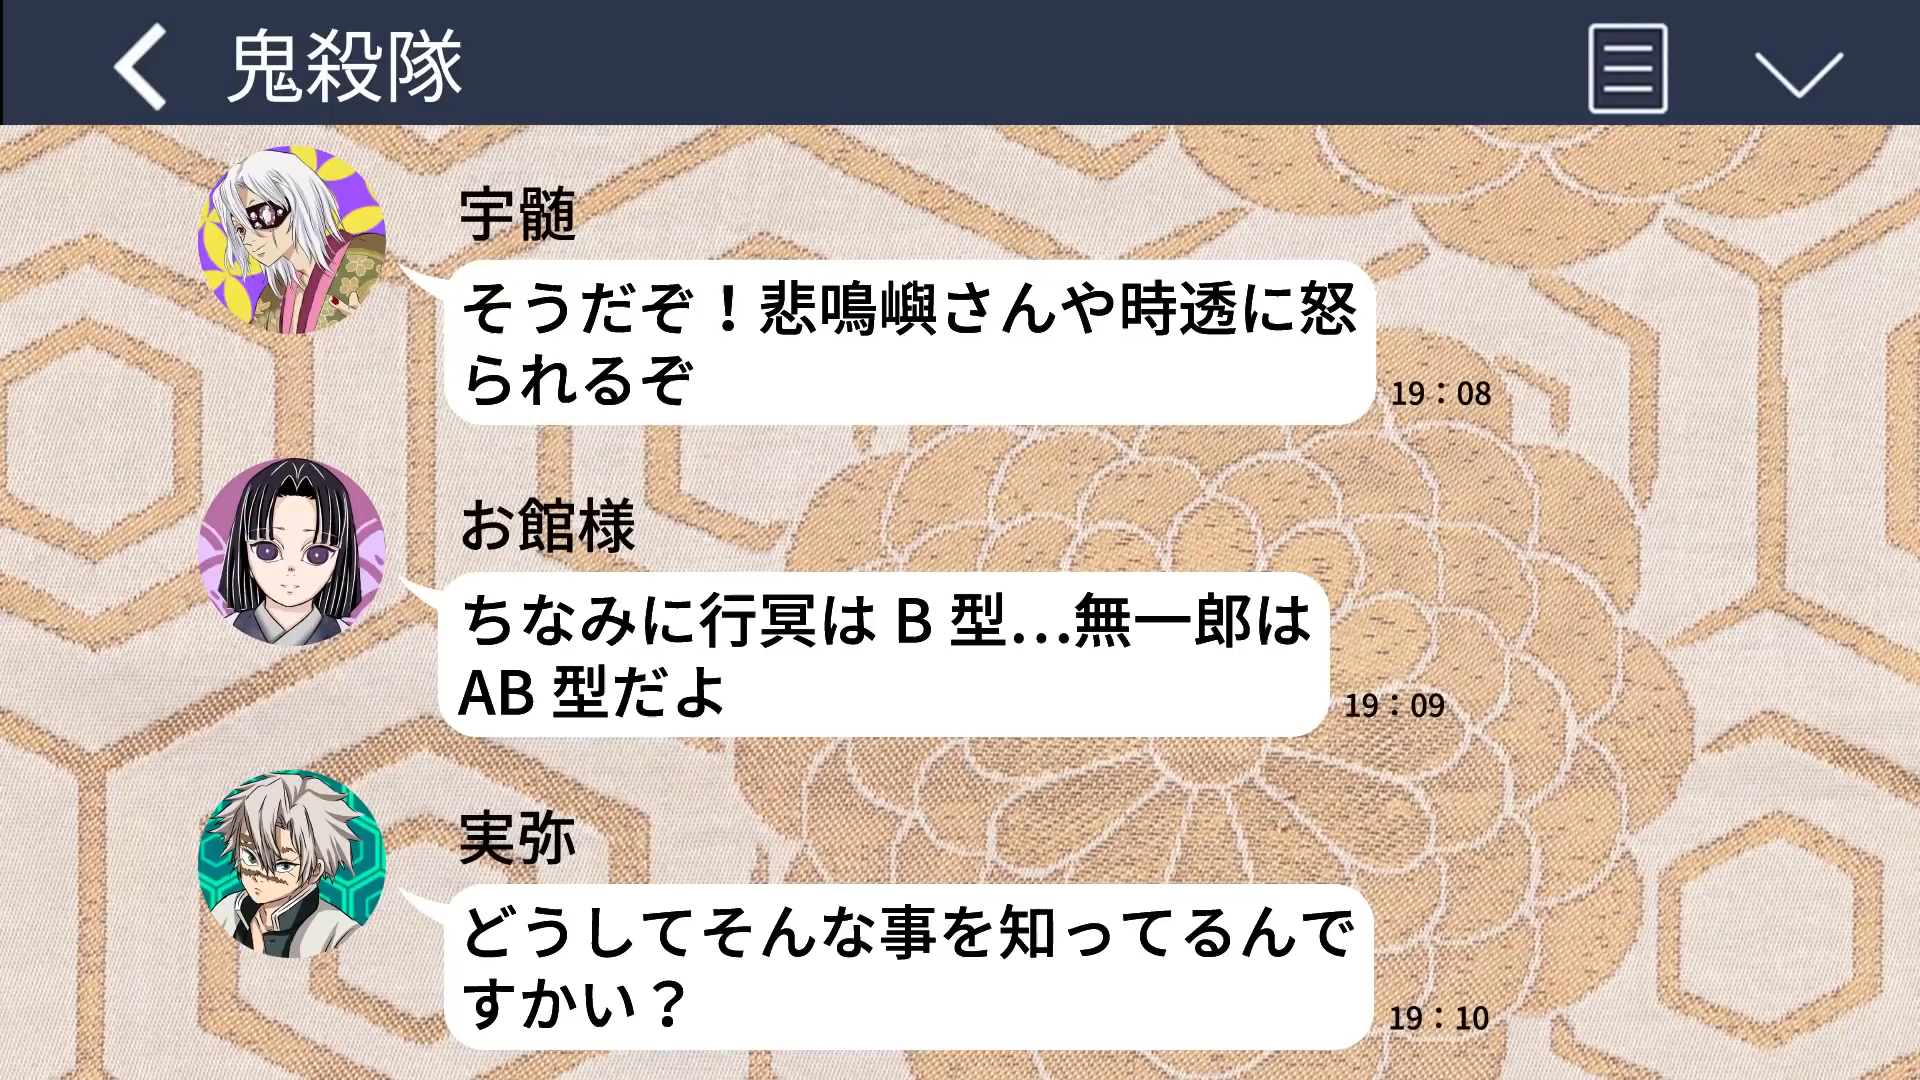 鬼殺隊
宇髄
そうだぞ！悲鳴嶼さんや時透に怒
られるぞ
19：08
お館様
ちなみに行冥は B 型…無一郎は
AB 型だよ
19：09
実弥
どうしてそんな事を知ってるんで
すかい？
19：10